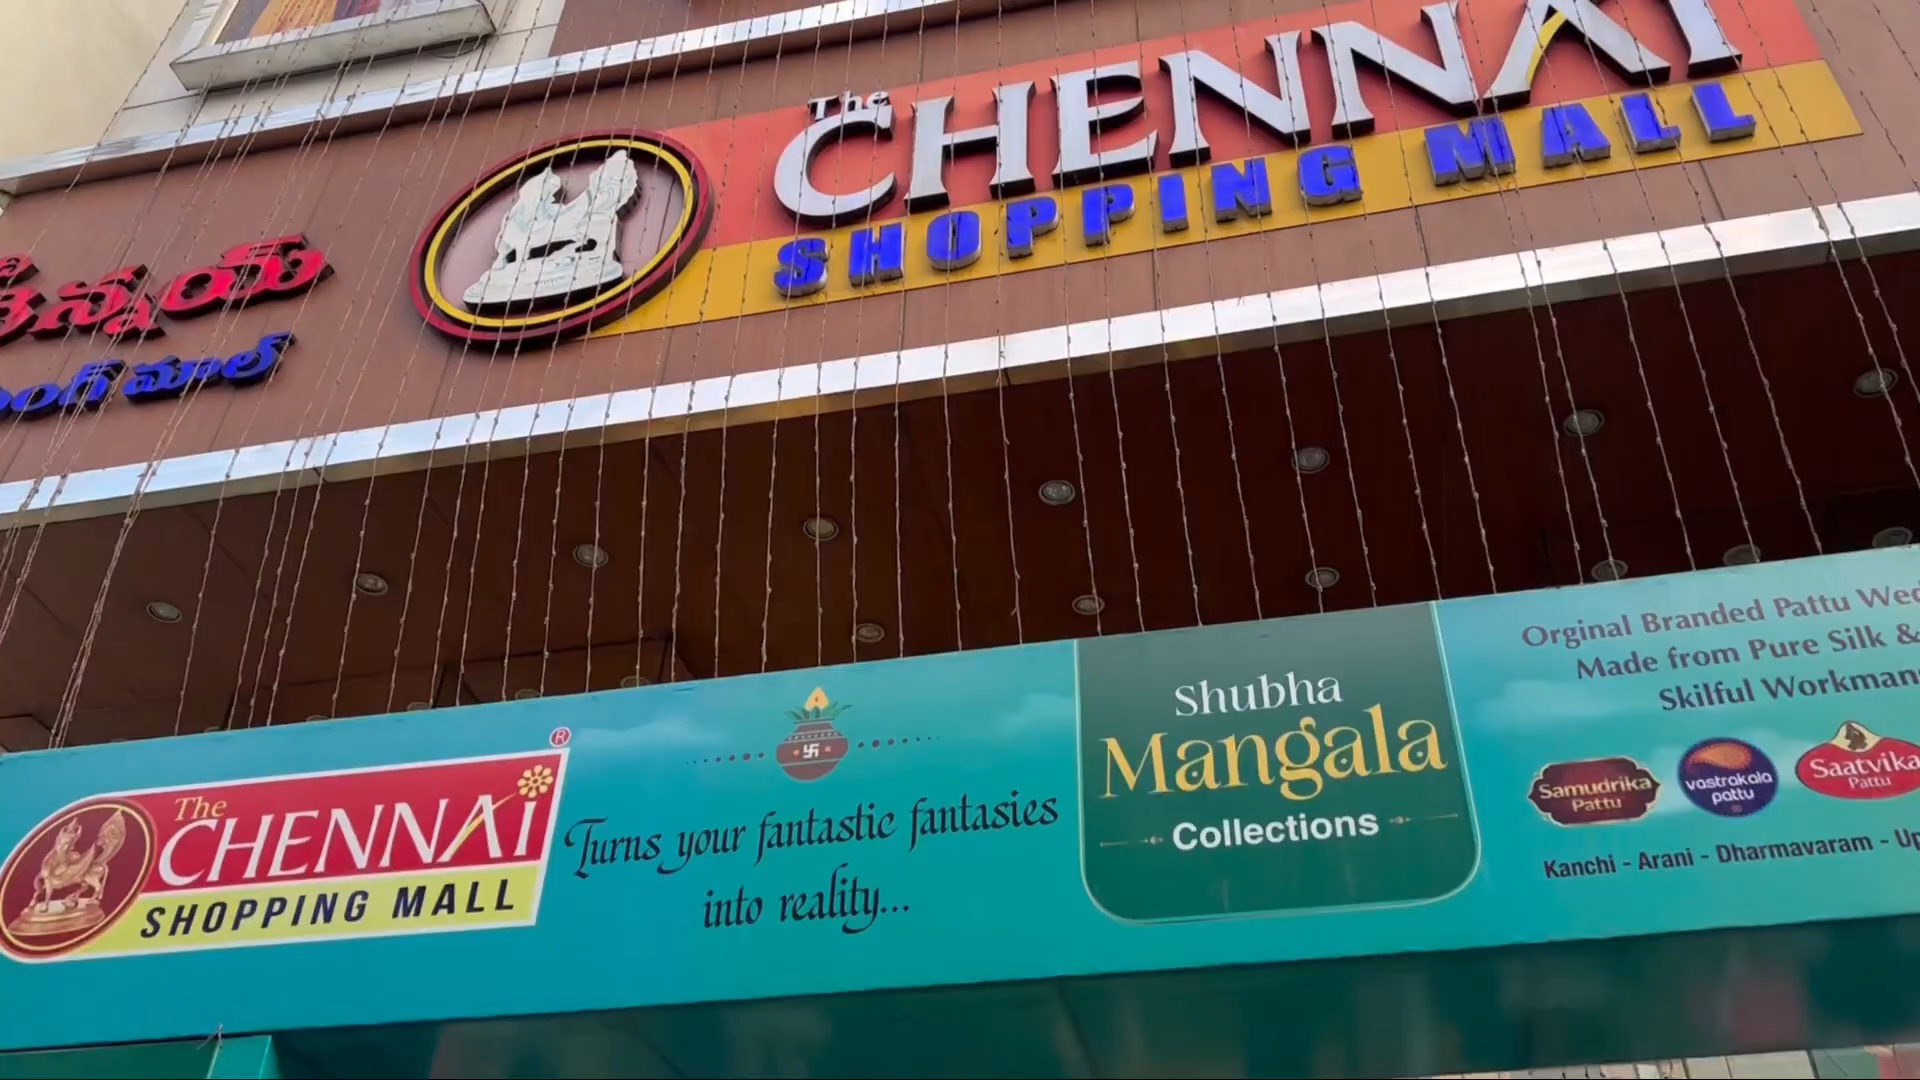 The
CHENNAI
SHOPPING MALL
చెన్నయ్
మాల్
The
CHENNAI
SHOPPING MALL
®
Turns your fantastic fantasies
into reality...
Shubha
Mangala
Collections
Orginal Branded Pattu
Made from Pure Silk &
Skilful
Samudrika
Pattu
vastrakala
pattu
Saatvika
Pattu
Kanchi - Arani - Dharmavaram -